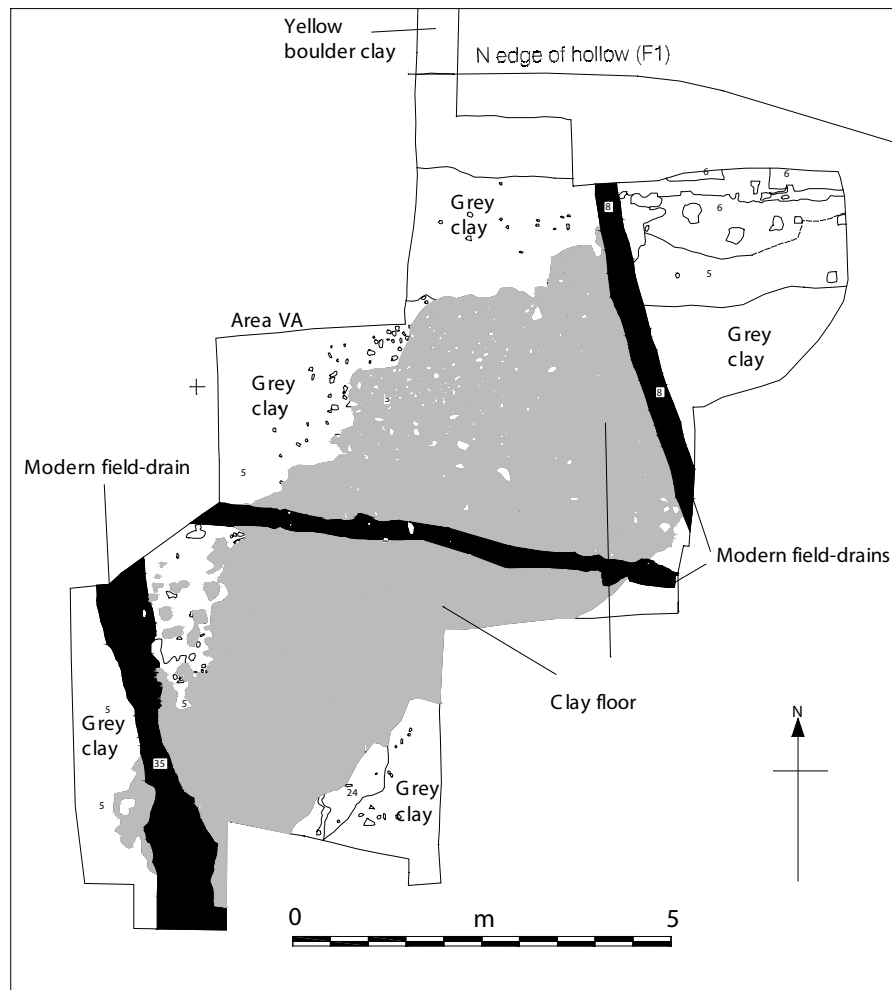 Yellow
boulder clay
N edge of hollow (F1)
6
6
8
Grey
clay
6
5
Area VA
Grey
clay
Grey
clay
5
8
5
Modern field-drain
Modern field-drains
Clay floor
5
5
Grey
clay
N
35
24
Grey
clay
5
0 m 5